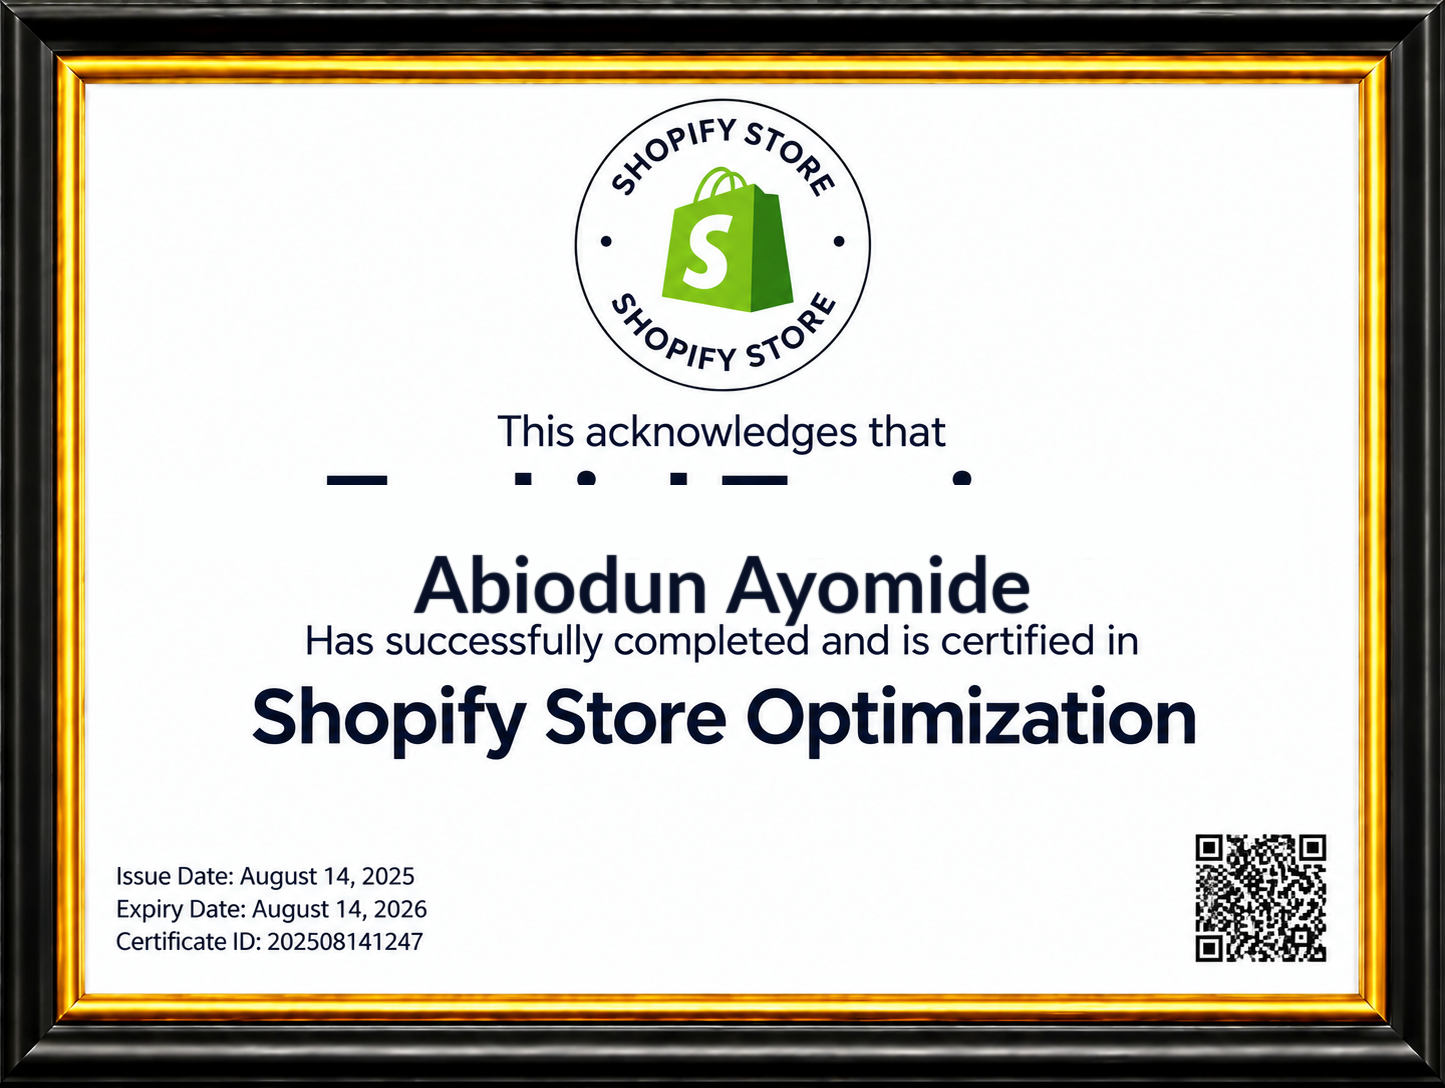 SHOPIFY STORE
S
SHOPIFY STORE
This acknowledges that
Abiodun Ayomide
Has successfully completed and is certified in
Shopify Store Optimization
Issue Date: August 14, 2025
Expiry Date: August 14, 2026
Certificate ID: 202508141247